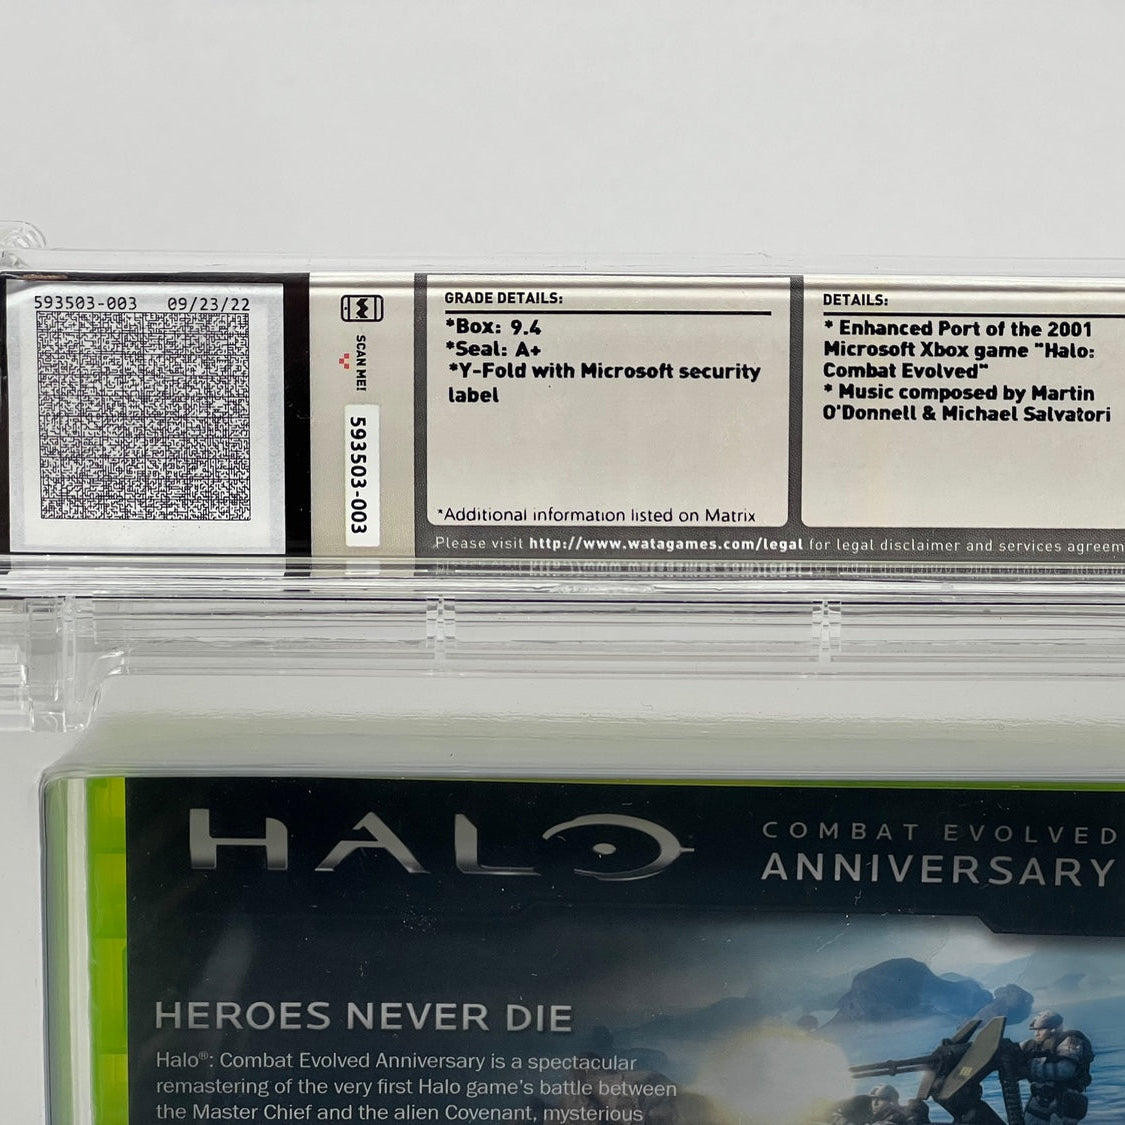 593503-003 09/23/22
SCAN ME!
593503-003
GRADE DETAILS:
*Box: 9.4
*Seal: A+
*Y-Fold with Microsoft security
label
*Additional information listed on Matrix
DETAILS:
* Enhanced Port of the 2001
Microsoft Xbox game "Halo:
Combat Evolved"
* Music composed by Martin
O'Donnell & Michael Salvatori
Please visit http://www.watagames.com/legal for legal disclaimer and services agreem
HALO
COMBAT EVOLVED
ANNIVERSARY
HEROES NEVER DIE
Halo®: Combat Evolved Anniversary is a spectacular
remastering of the very first Halo game's battle between
the Master Chief and the alien Covenant, mysterious